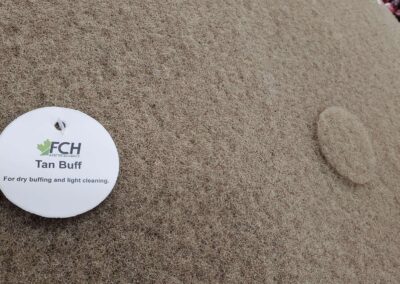 FCH
Tan Buff
For dry buffing and light cleaning.